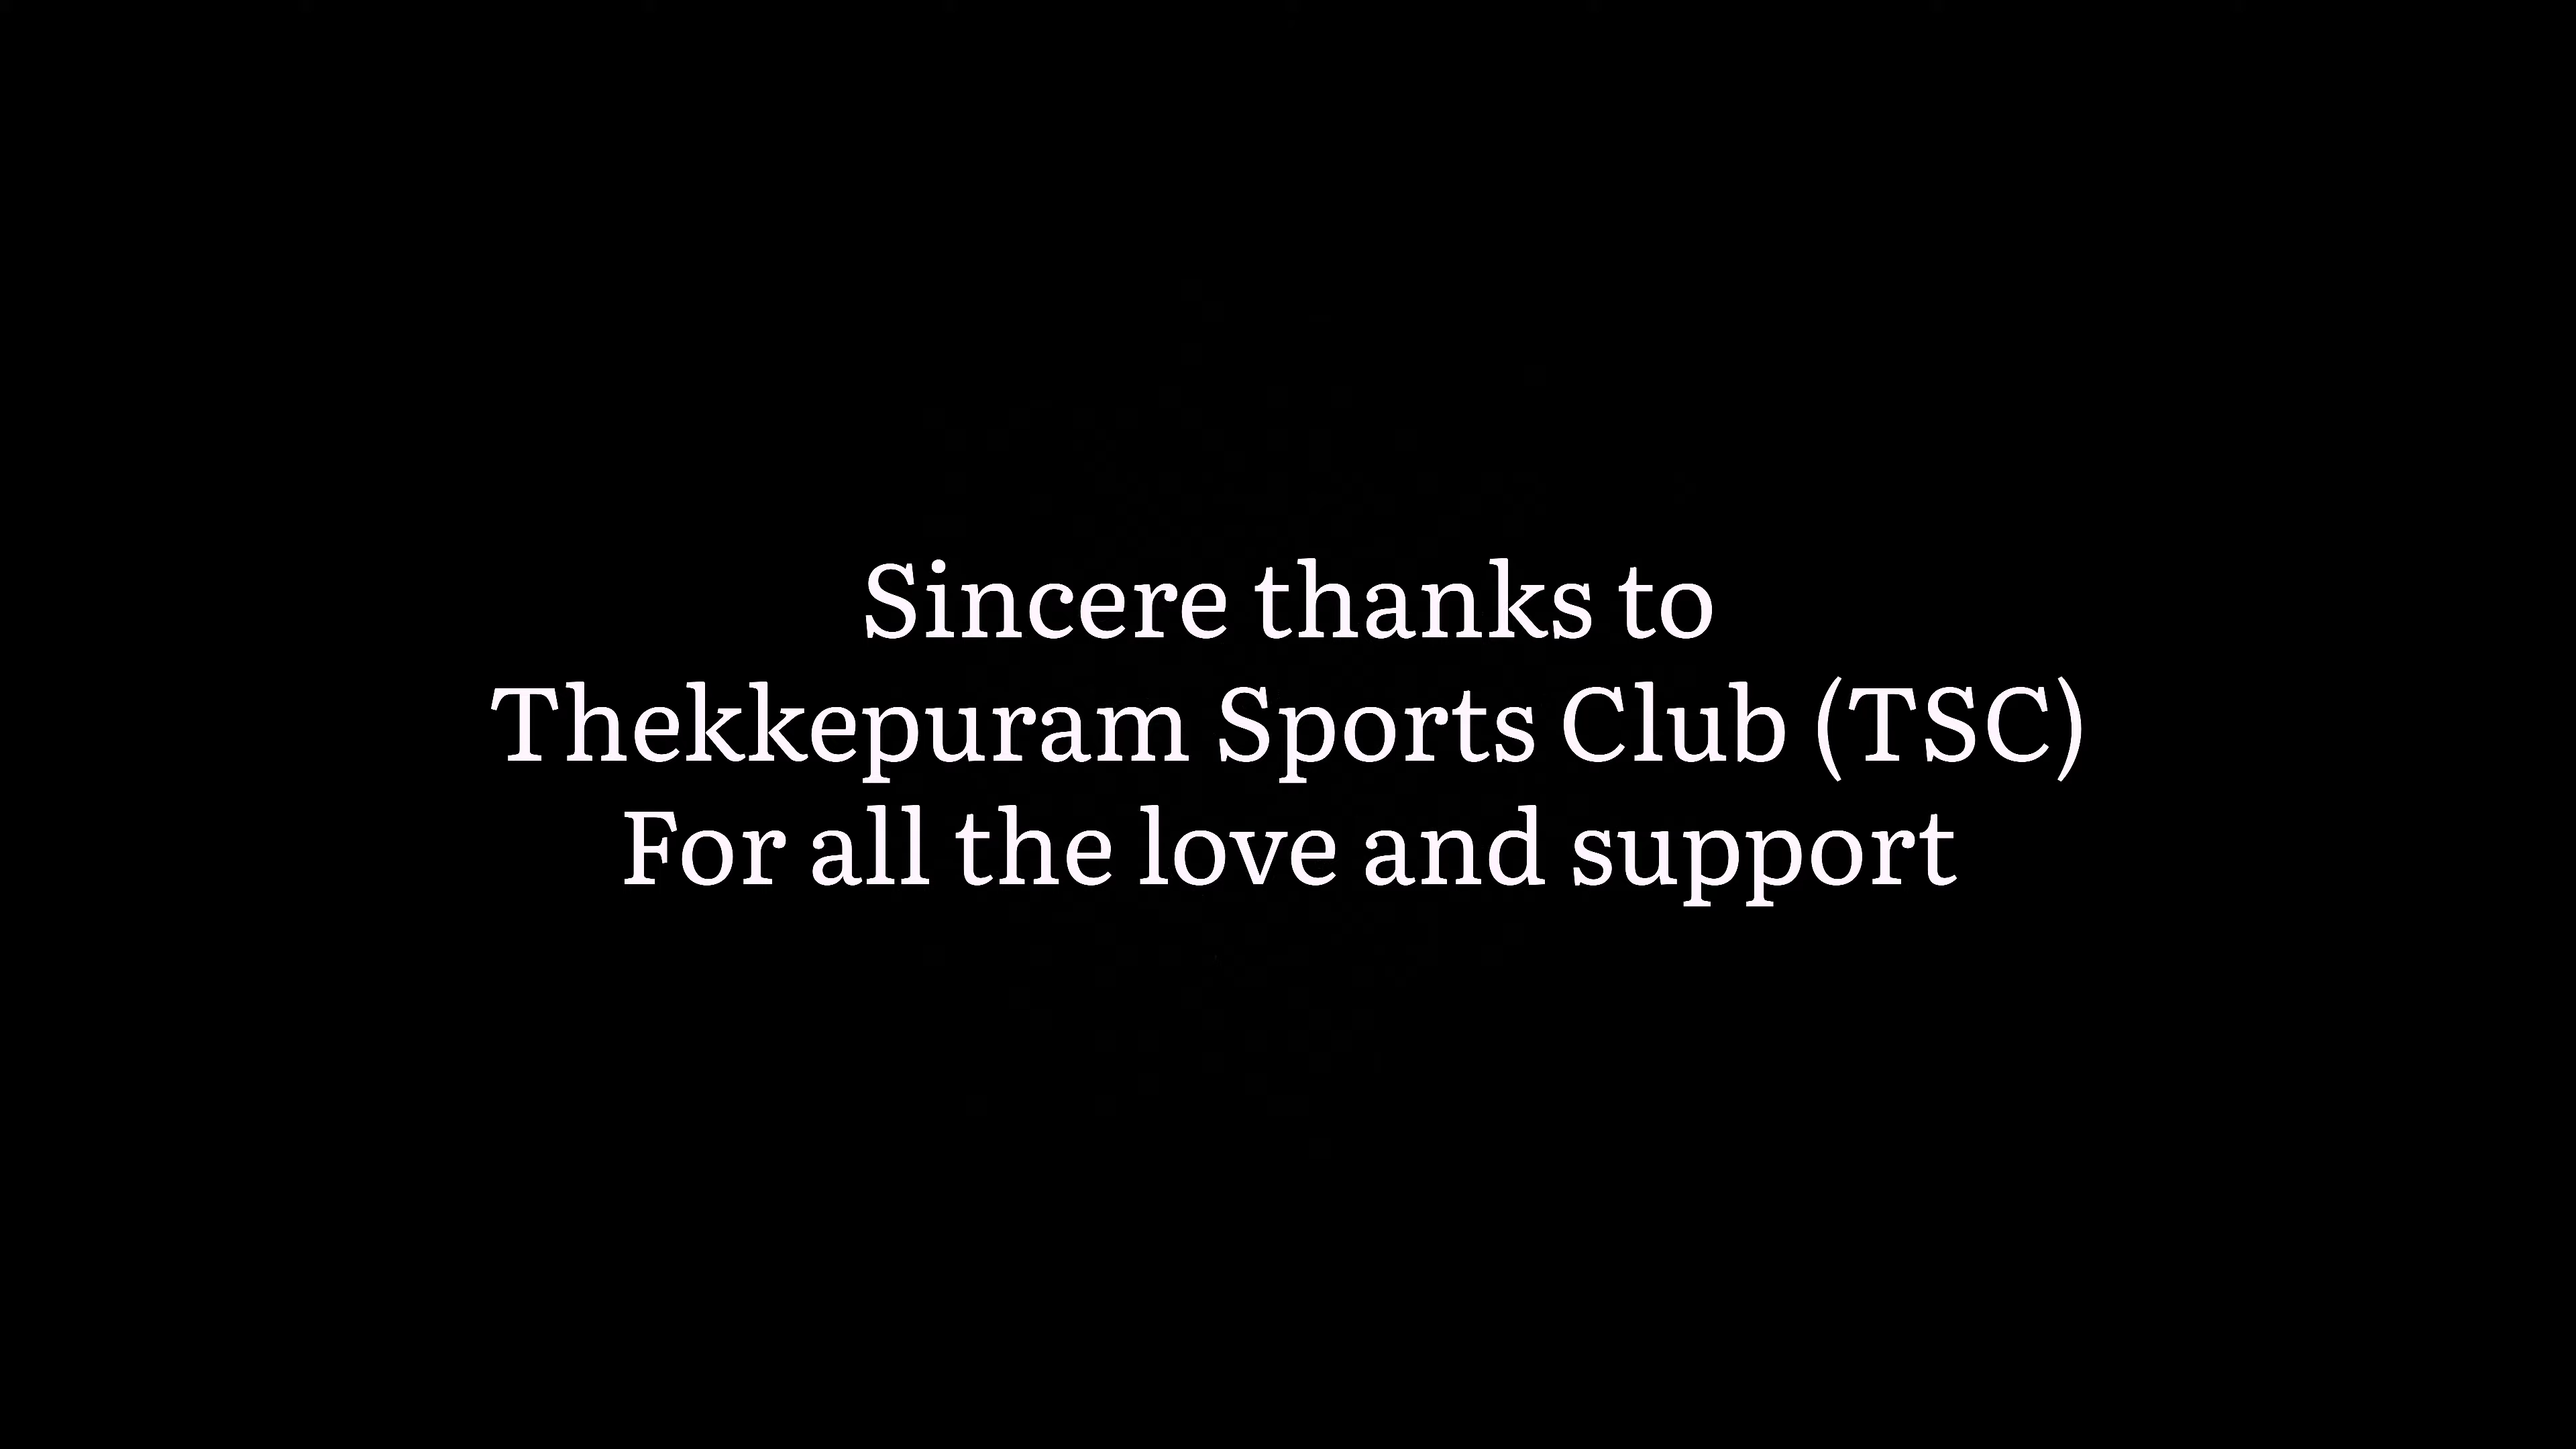 Sincere thanks to
Thekkepuram Sports Club (TSC)
For all the love and support